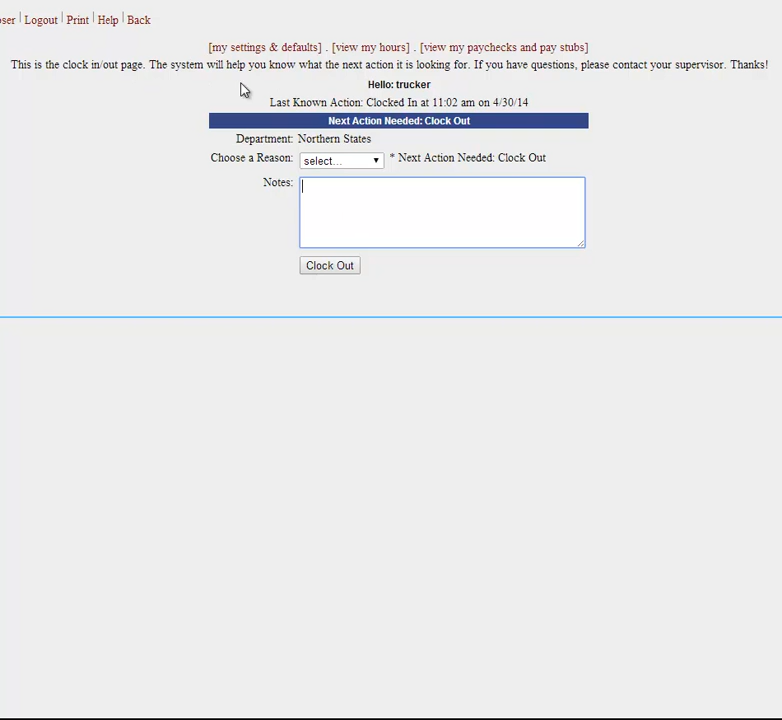 oser Logout Print Help Back
[my settings & defaults] . [view my hours] . [view my paychecks and pay stubs]
This is the clock in/out page. The system will help you know what the next action it is looking for. If you have questions, please contact your supervisor. Thanks!
Hello: trucker
Last Known Action: Clocked In at 11:02 am on 4/30/14
Next Action Needed: Clock Out
Department: Northern States
Choose a Reason: select... * Next Action Needed: Clock Out
Notes:
Clock Out